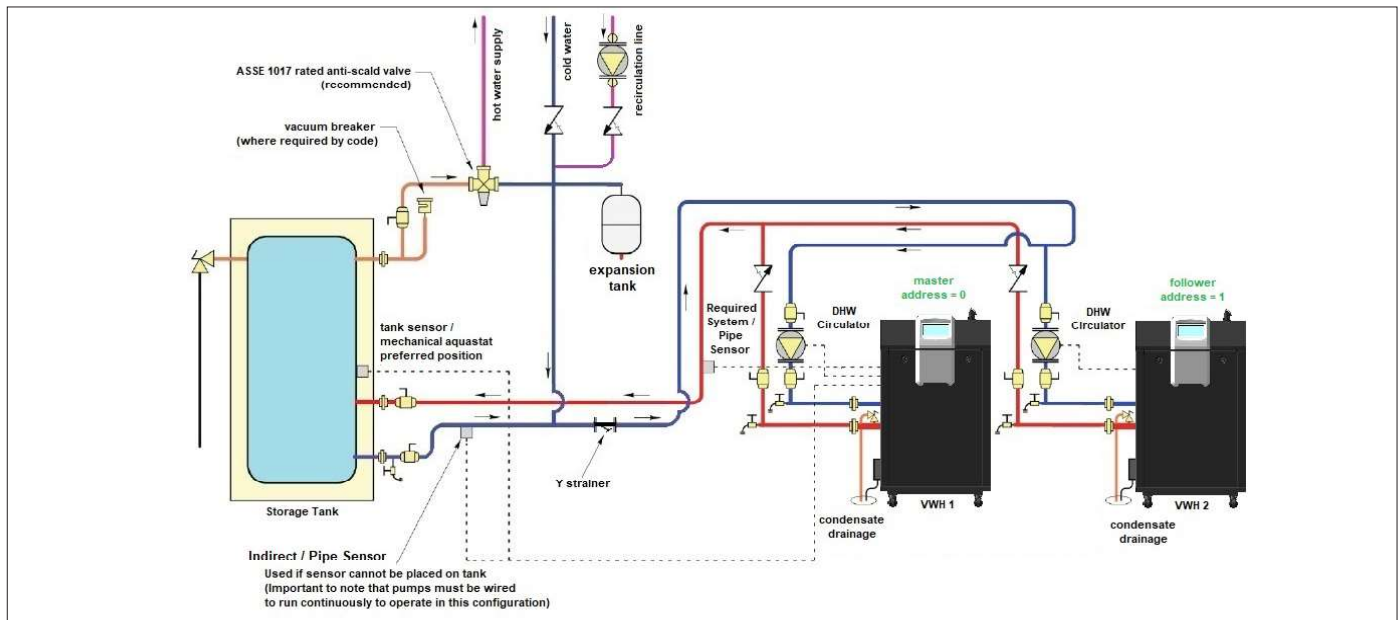 hot water supply
cold water
recirculation line
ASSE 1017 rated anti-scald valve
(recommended)
vacuum breaker
(where required by code)
expansion
tank
tank sensor /
mechanical aquastat
preferred position
Required
System /
Pipe
Sensor
DHW
Circulator
master
address = 0
DHW
Circulator
follower
address = 1
Y strainer
Storage Tank
VWH 1
VWH 2
condensate
drainage
condensate
drainage
Indirect / Pipe Sensor
Used if sensor cannot be placed on tank
(Important to note that pumps must be wired
to run continuously to operate in this configuration)